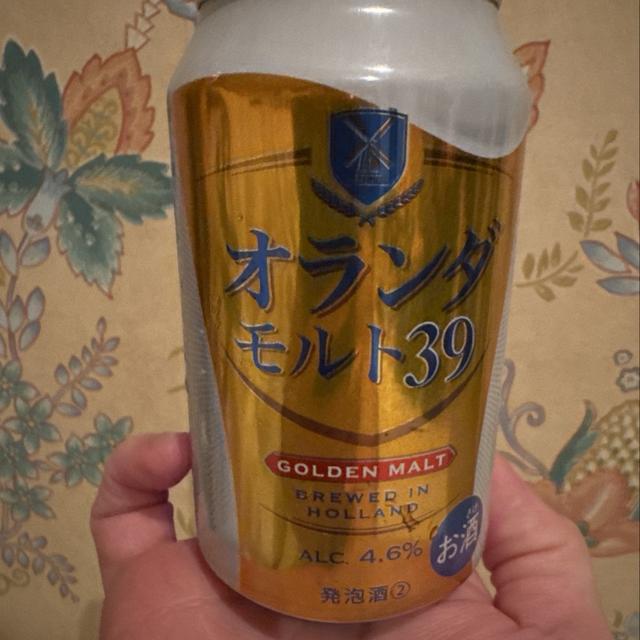 オランダ
モルト39
GOLDEN MALT
BREWED IN
HOLLAND
お酒
ALC. 4.6%
発泡酒②